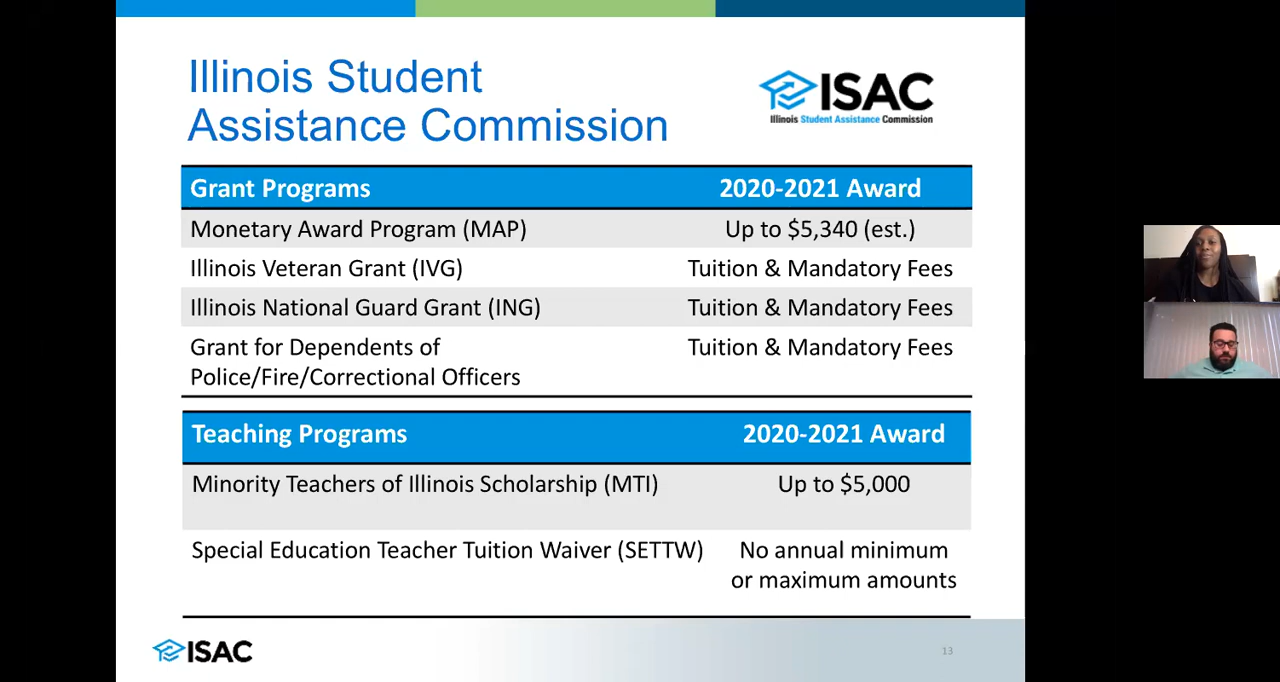 Illinois Student
Assistance Commission
ISAC
Illinois Student Assistance Commission
Grant Programs 2020-2021 Award
Monetary Award Program (MAP) Up to $5,340 (est.)
Illinois Veteran Grant (IVG) Tuition & Mandatory Fees
Illinois National Guard Grant (ING) Tuition & Mandatory Fees
Grant for Dependents of Tuition & Mandatory Fees
Police/Fire/Correctional Officers
Teaching Programs 2020-2021 Award
Minority Teachers of Illinois Scholarship (MTI) Up to $5,000
Special Education Teacher Tuition Waiver (SETTW) No annual minimum
or maximum amounts
ISAC
13